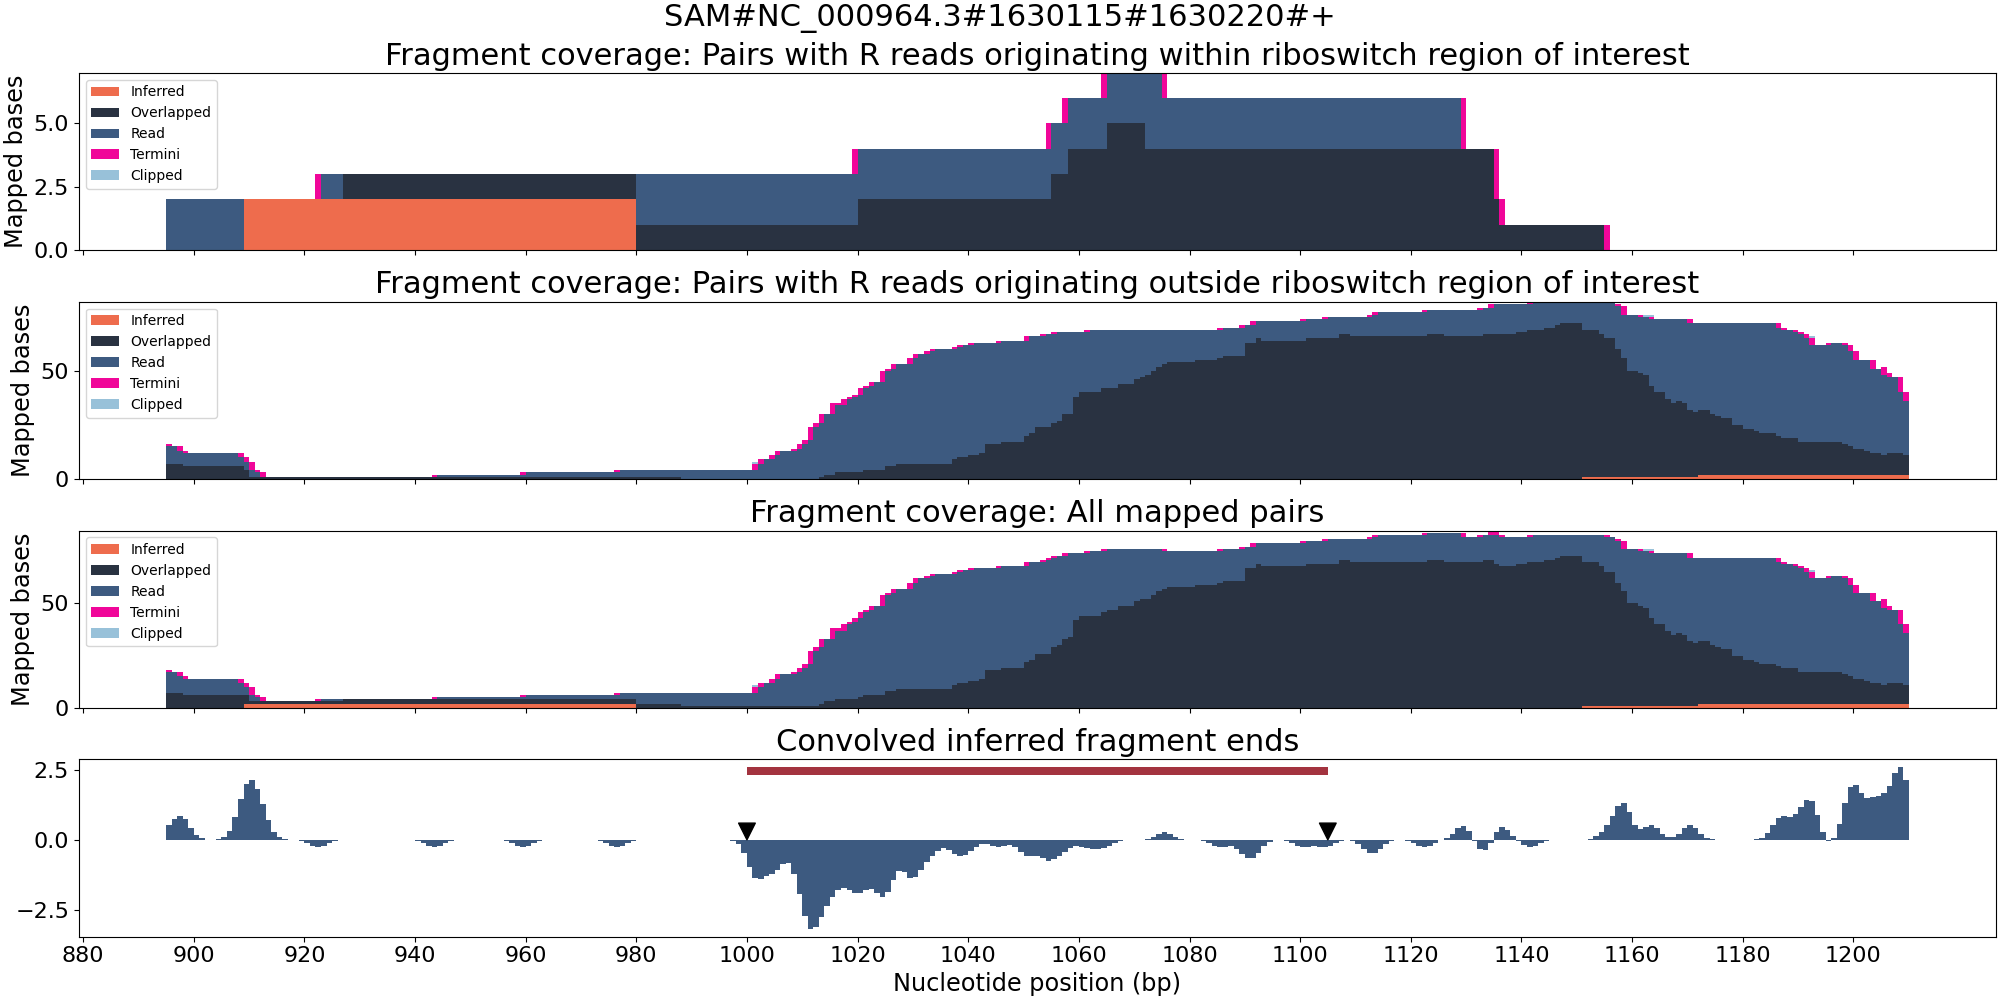 SAM#NC_000964.3#1630115#1630220#+
Fragment coverage: Pairs with R reads originating within riboswitch region of interest
Mapped bases
5.0
2.5
0.0
Inferred
Overlapped
Read
Termini
Clipped
Fragment coverage: Pairs with R reads originating outside riboswitch region of interest
Mapped bases
50
0
Inferred
Overlapped
Read
Termini
Clipped
Fragment coverage: All mapped pairs
Mapped bases
50
0
Inferred
Overlapped
Read
Termini
Clipped
Convolved inferred fragment ends
2.5
0.0
−2.5
880 900 920 940 960 980 1000 1020 1040 1060 1080 1100 1120 1140 1160 1180 1200
Nucleotide position (bp)